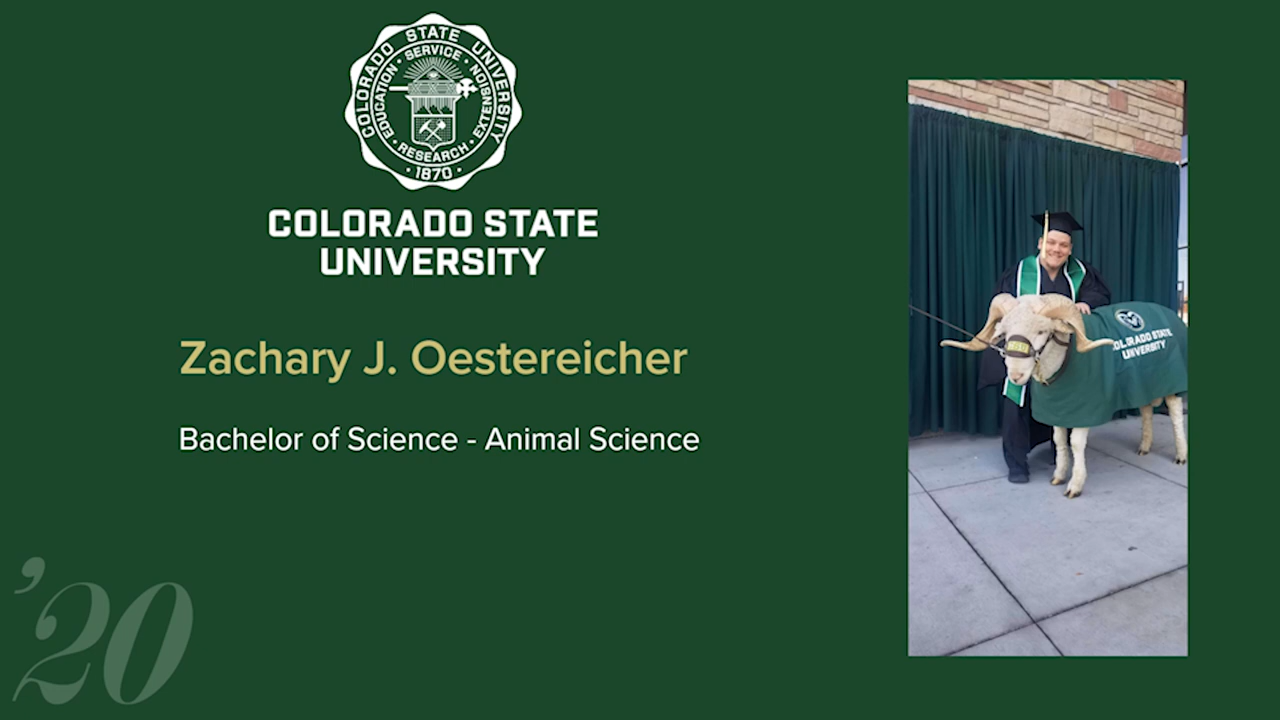 COLORADO STATE UNIVERSITY
EDUCATION • SERVICE • EXTENSION
• RESEARCH •
• 1870 •
COLORADO STATE
UNIVERSITY
Zachary J. Oestereicher
Bachelor of Science - Animal Science
’20
COLORADO STATE
UNIVERSITY